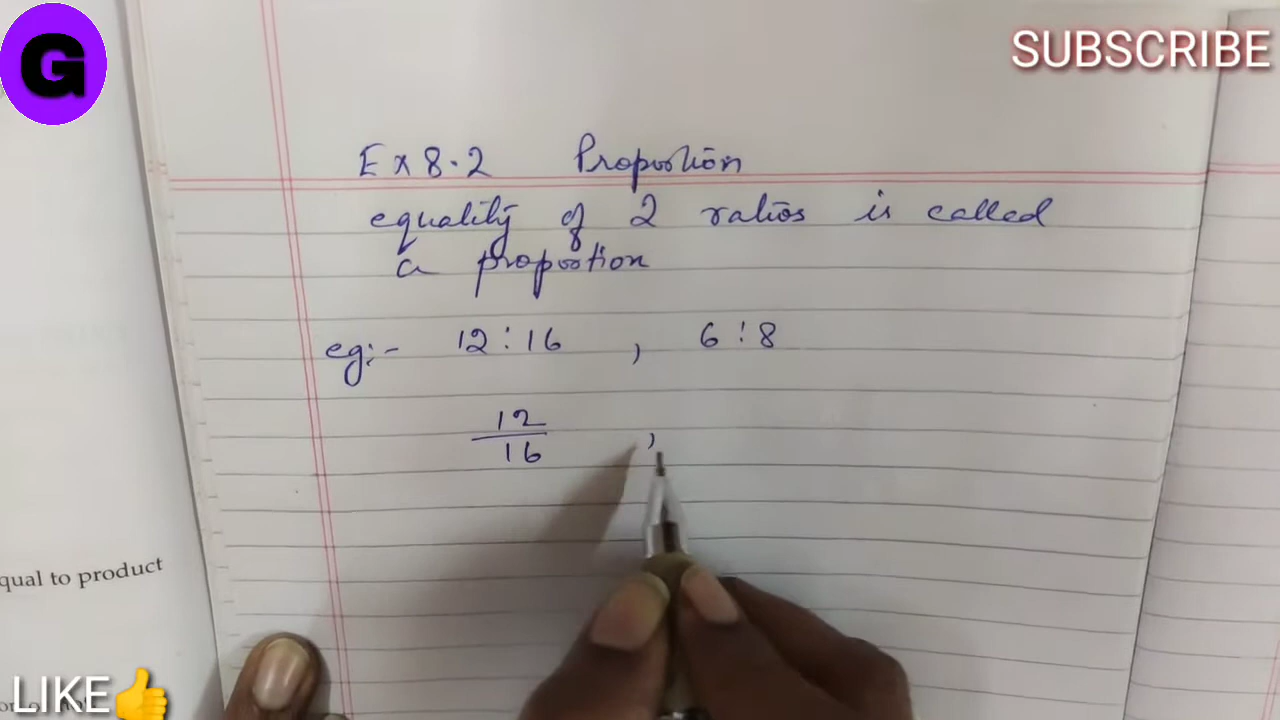 G
SUBSCRIBE
Ex 8.2 Proportion
equality of 2 ratios is called
a proportion
eg:- 12:16 , 6:8
12
16
,
qual to product
LIKE